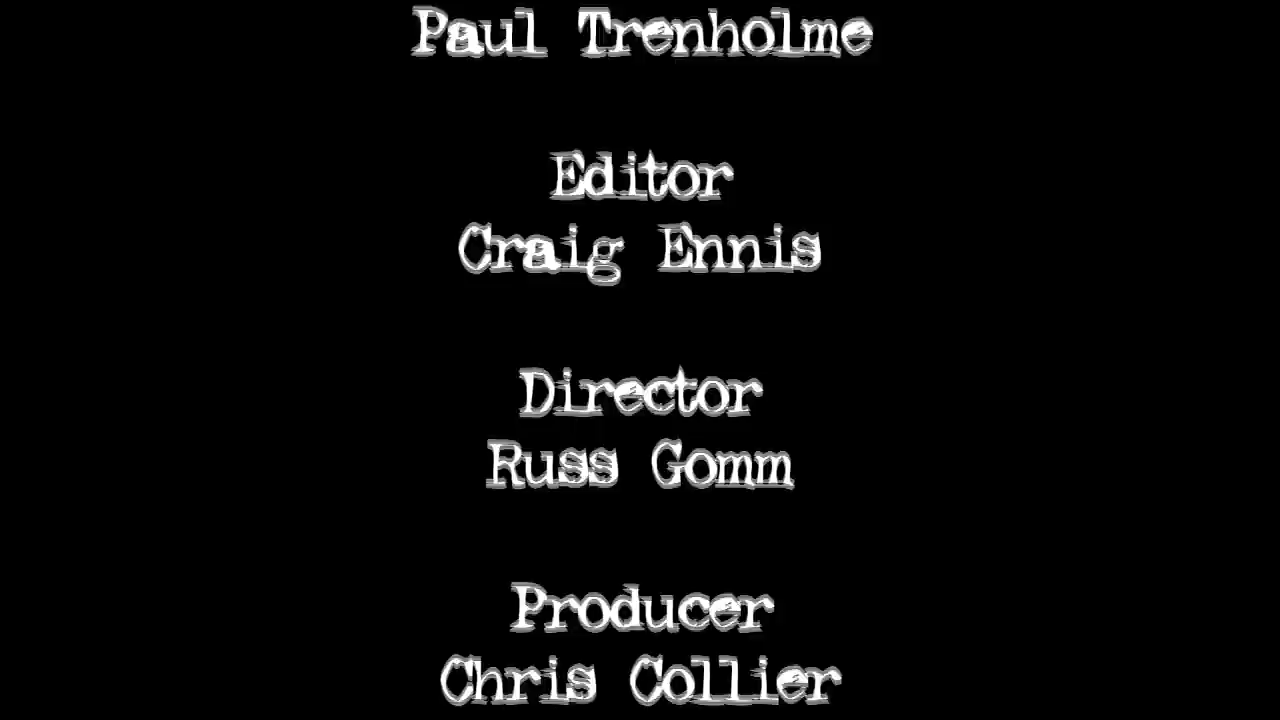 Paul Trenholme
Editor
Craig Ennis
Director
Russ Gomm
Producer
Chris Collier